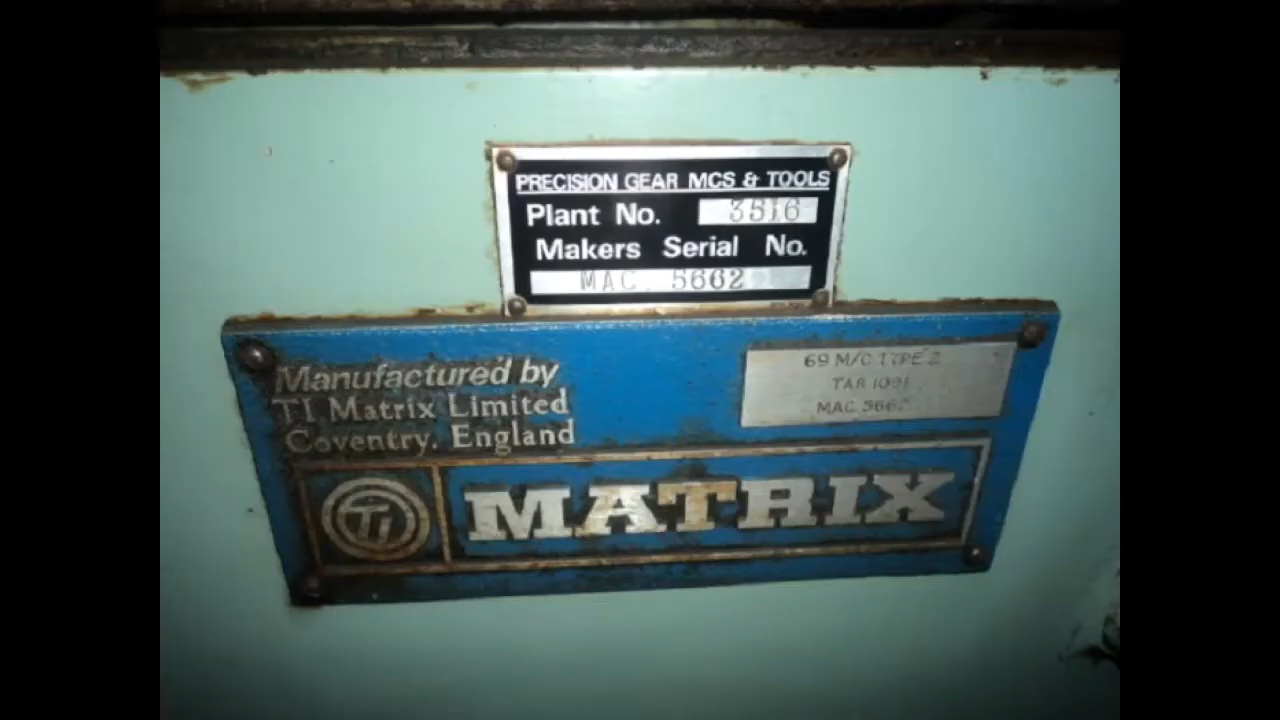 PRECISION GEAR MCS & TOOLS
Plant No. 3516
Makers Serial No.
MAC. 5662
Manufactured by
TI Matrix Limited
Coventry, England
69 M/C TYPE 2
TAR 1091
MAC 5662
TI
MATRIX